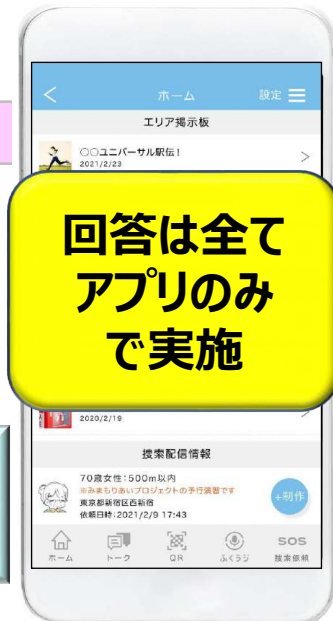 ホーム
設定
エリア掲示板
○○ユニバーサル駅伝！
2021/2/23
回答は全て
アプリのみ
で実施
2020/2/19
捜索配信情報
70歳女性：500m以内
※みまもりあいプロジェクトの予行演習です
東京都新宿区西新宿
依頼日時：2021/2/9 17:43
+制作
ホーム
トーク
QR
ふくラジ
SOS
捜索依頼